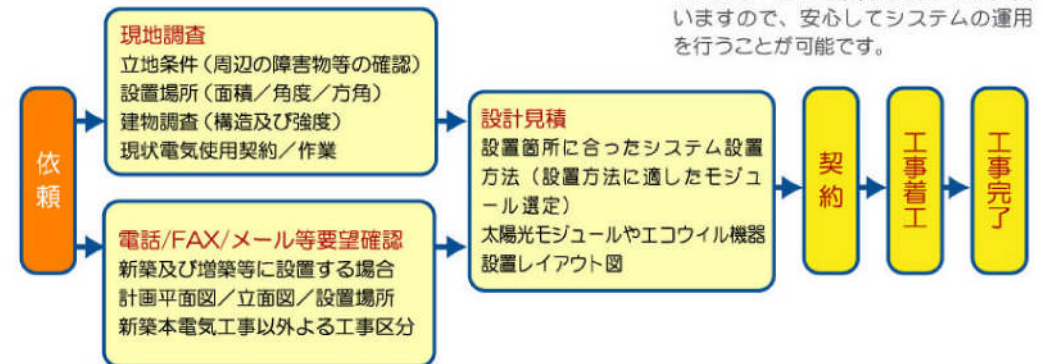 いますので、安心してシステムの運用
を行うことが可能です。
依頼
現地調査
立地条件(周辺の障害物等の確認)
設置場所(面積/角度/方角)
建物調査(構造及び強度)
現状電気使用契約/作業
電話/FAX/メール等要望確認
新築及び増築等に設置する場合
計画平面図/立面図/設置場所
新築本電気工事以外よる工事区分
設計見積
設置箇所に合ったシステム設置
方法(設置方法に適したモジュ
ール選定)
太陽光モジュールやエコウィル機器
設置レイアウト図
契約
工事着工
工事完了